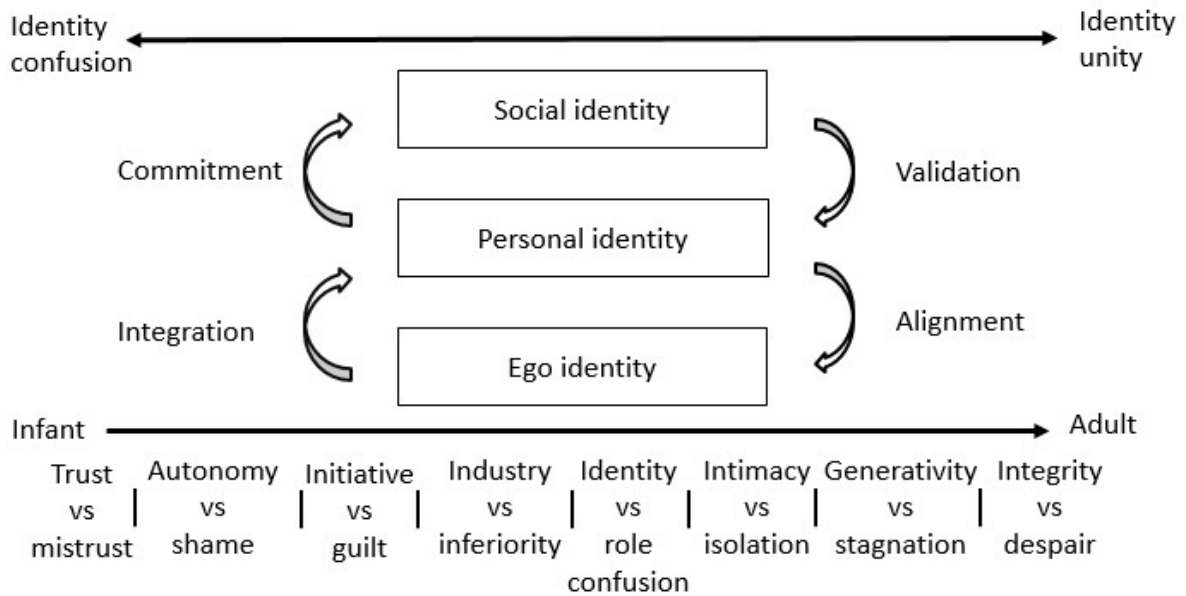 Identity
confusion
Identity
unity
Social identity
Commitment
Validation
Personal identity
Integration
Alignment
Ego identity
Infant
Adult
Trust
vs
mistrust
Autonomy
vs
shame
Initiative
vs
guilt
Industry
vs
inferiority
Identity
vs
role
confusion
Intimacy
vs
isolation
Generativity
vs
stagnation
Integrity
vs
despair